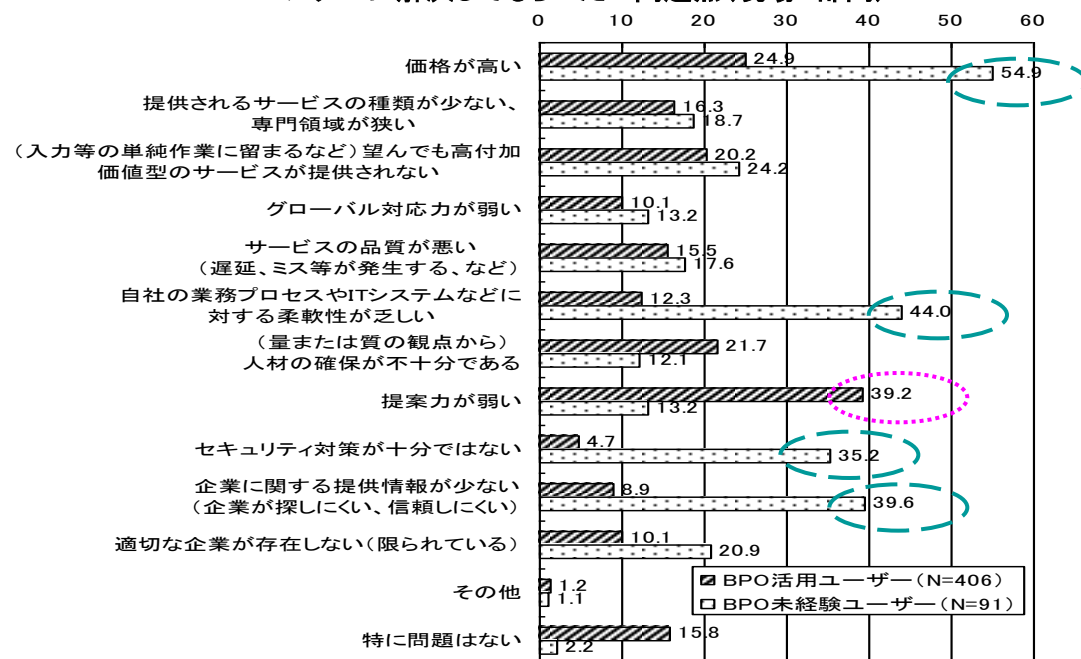 0 10 20 30 40 50 60
価格が高い
24.9
54.9
提供されるサービスの種類が少ない、
専門領域が狭い
16.3
18.7
(入力等の単純作業に留まるなど)望んでも高付加
価値型のサービスが提供されない
20.2
24.2
グローバル対応力が弱い
10.1
13.2
サービスの品質が悪い
(遅延、ミス等が発生する、など)
15.5
17.6
自社の業務プロセスやITシステムなどに
対する柔軟性が乏しい
12.3
44.0
(量または質の観点から)
人材の確保が不十分である
21.7
12.1
提案力が弱い
39.2
13.2
セキュリティ対策が十分ではない
4.7
35.2
企業に関する提供情報が少ない
(企業が探しにくい、信頼しにくい)
8.9
39.6
適切な企業が存在しない(限られている)
10.1
20.9
その他
1.2
1.1
特に問題はない
15.8
2.2
BPO活用ユーザー(N=406)
BPO未経験ユーザー(N=91)